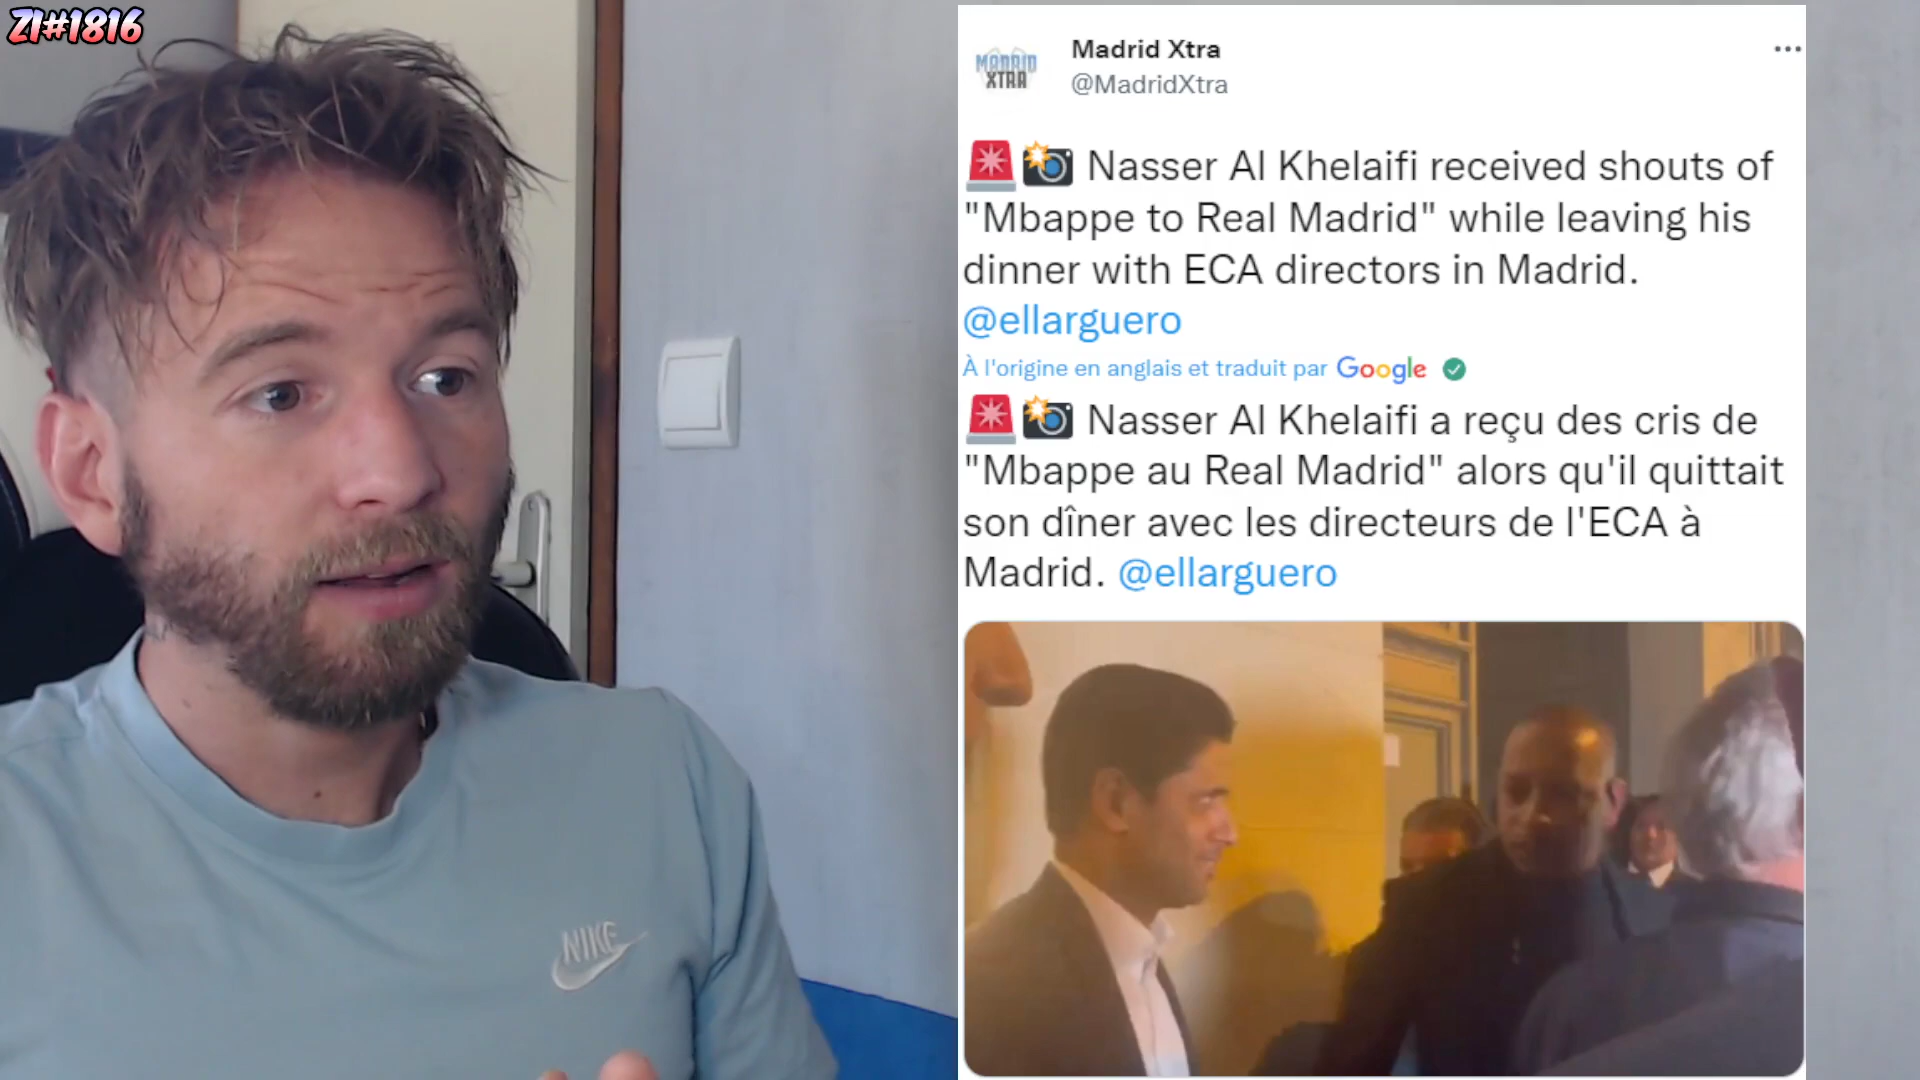 ZI#1816
MADRID
XTRA
Madrid Xtra
@MadridXtra
Nasser Al Khelaifi received shouts of
"Mbappe to Real Madrid" while leaving his
dinner with ECA directors in Madrid.
@ellarguero
À l'origine en anglais et traduit par Google
Nasser Al Khelaifi a reçu des cris de
"Mbappe au Real Madrid" alors qu'il quittait
son dîner avec les directeurs de l'ECA à
Madrid. @ellarguero
NIKE